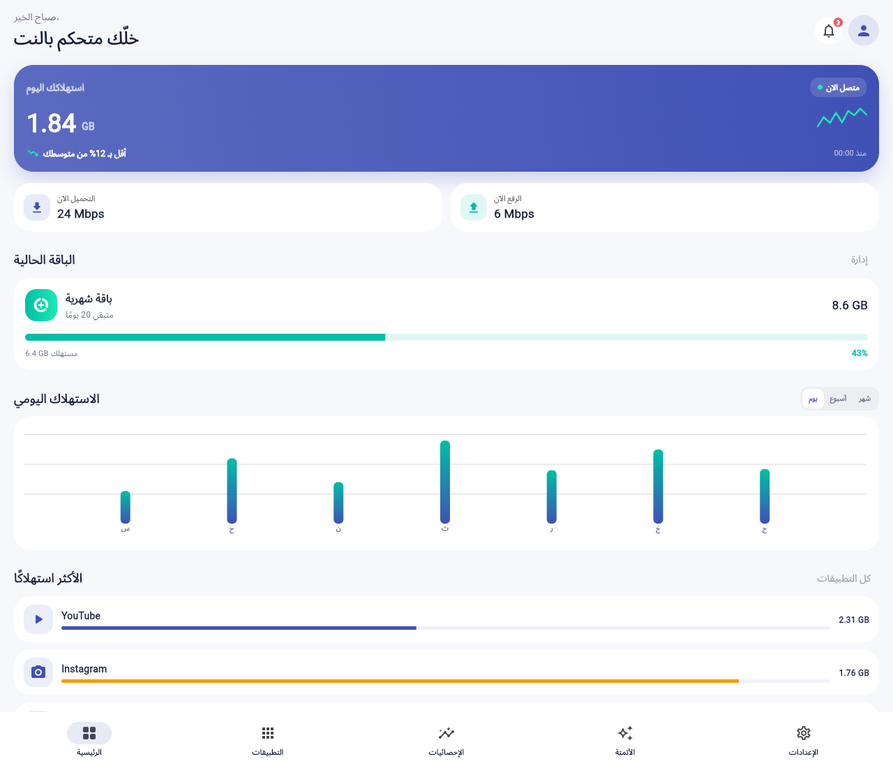 صباح الخير،
خلّك متحكم بالنت
3
استهلاكك اليوم
متصل الان
1.84 GB
أقل بـ 12% من متوسطك
منذ 00:00
التحميل الآن
24 Mbps
الرفع الآن
6 Mbps
الباقة الحالية
إدارة
باقة شهرية
متبقي 20 يومًا
8.6 GB
مستهلك 6.4 GB
43%
الاستهلاك اليومي
يوم
أسبوع
شهر
س
ح
ن
ث
ر
خ
ج
الأكثر استهلاكًا
كل التطبيقات
YouTube
2.31 GB
Instagram
1.76 GB
الرئيسية
التطبيقات
الإحصائيات
الأتمتة
الإعدادات